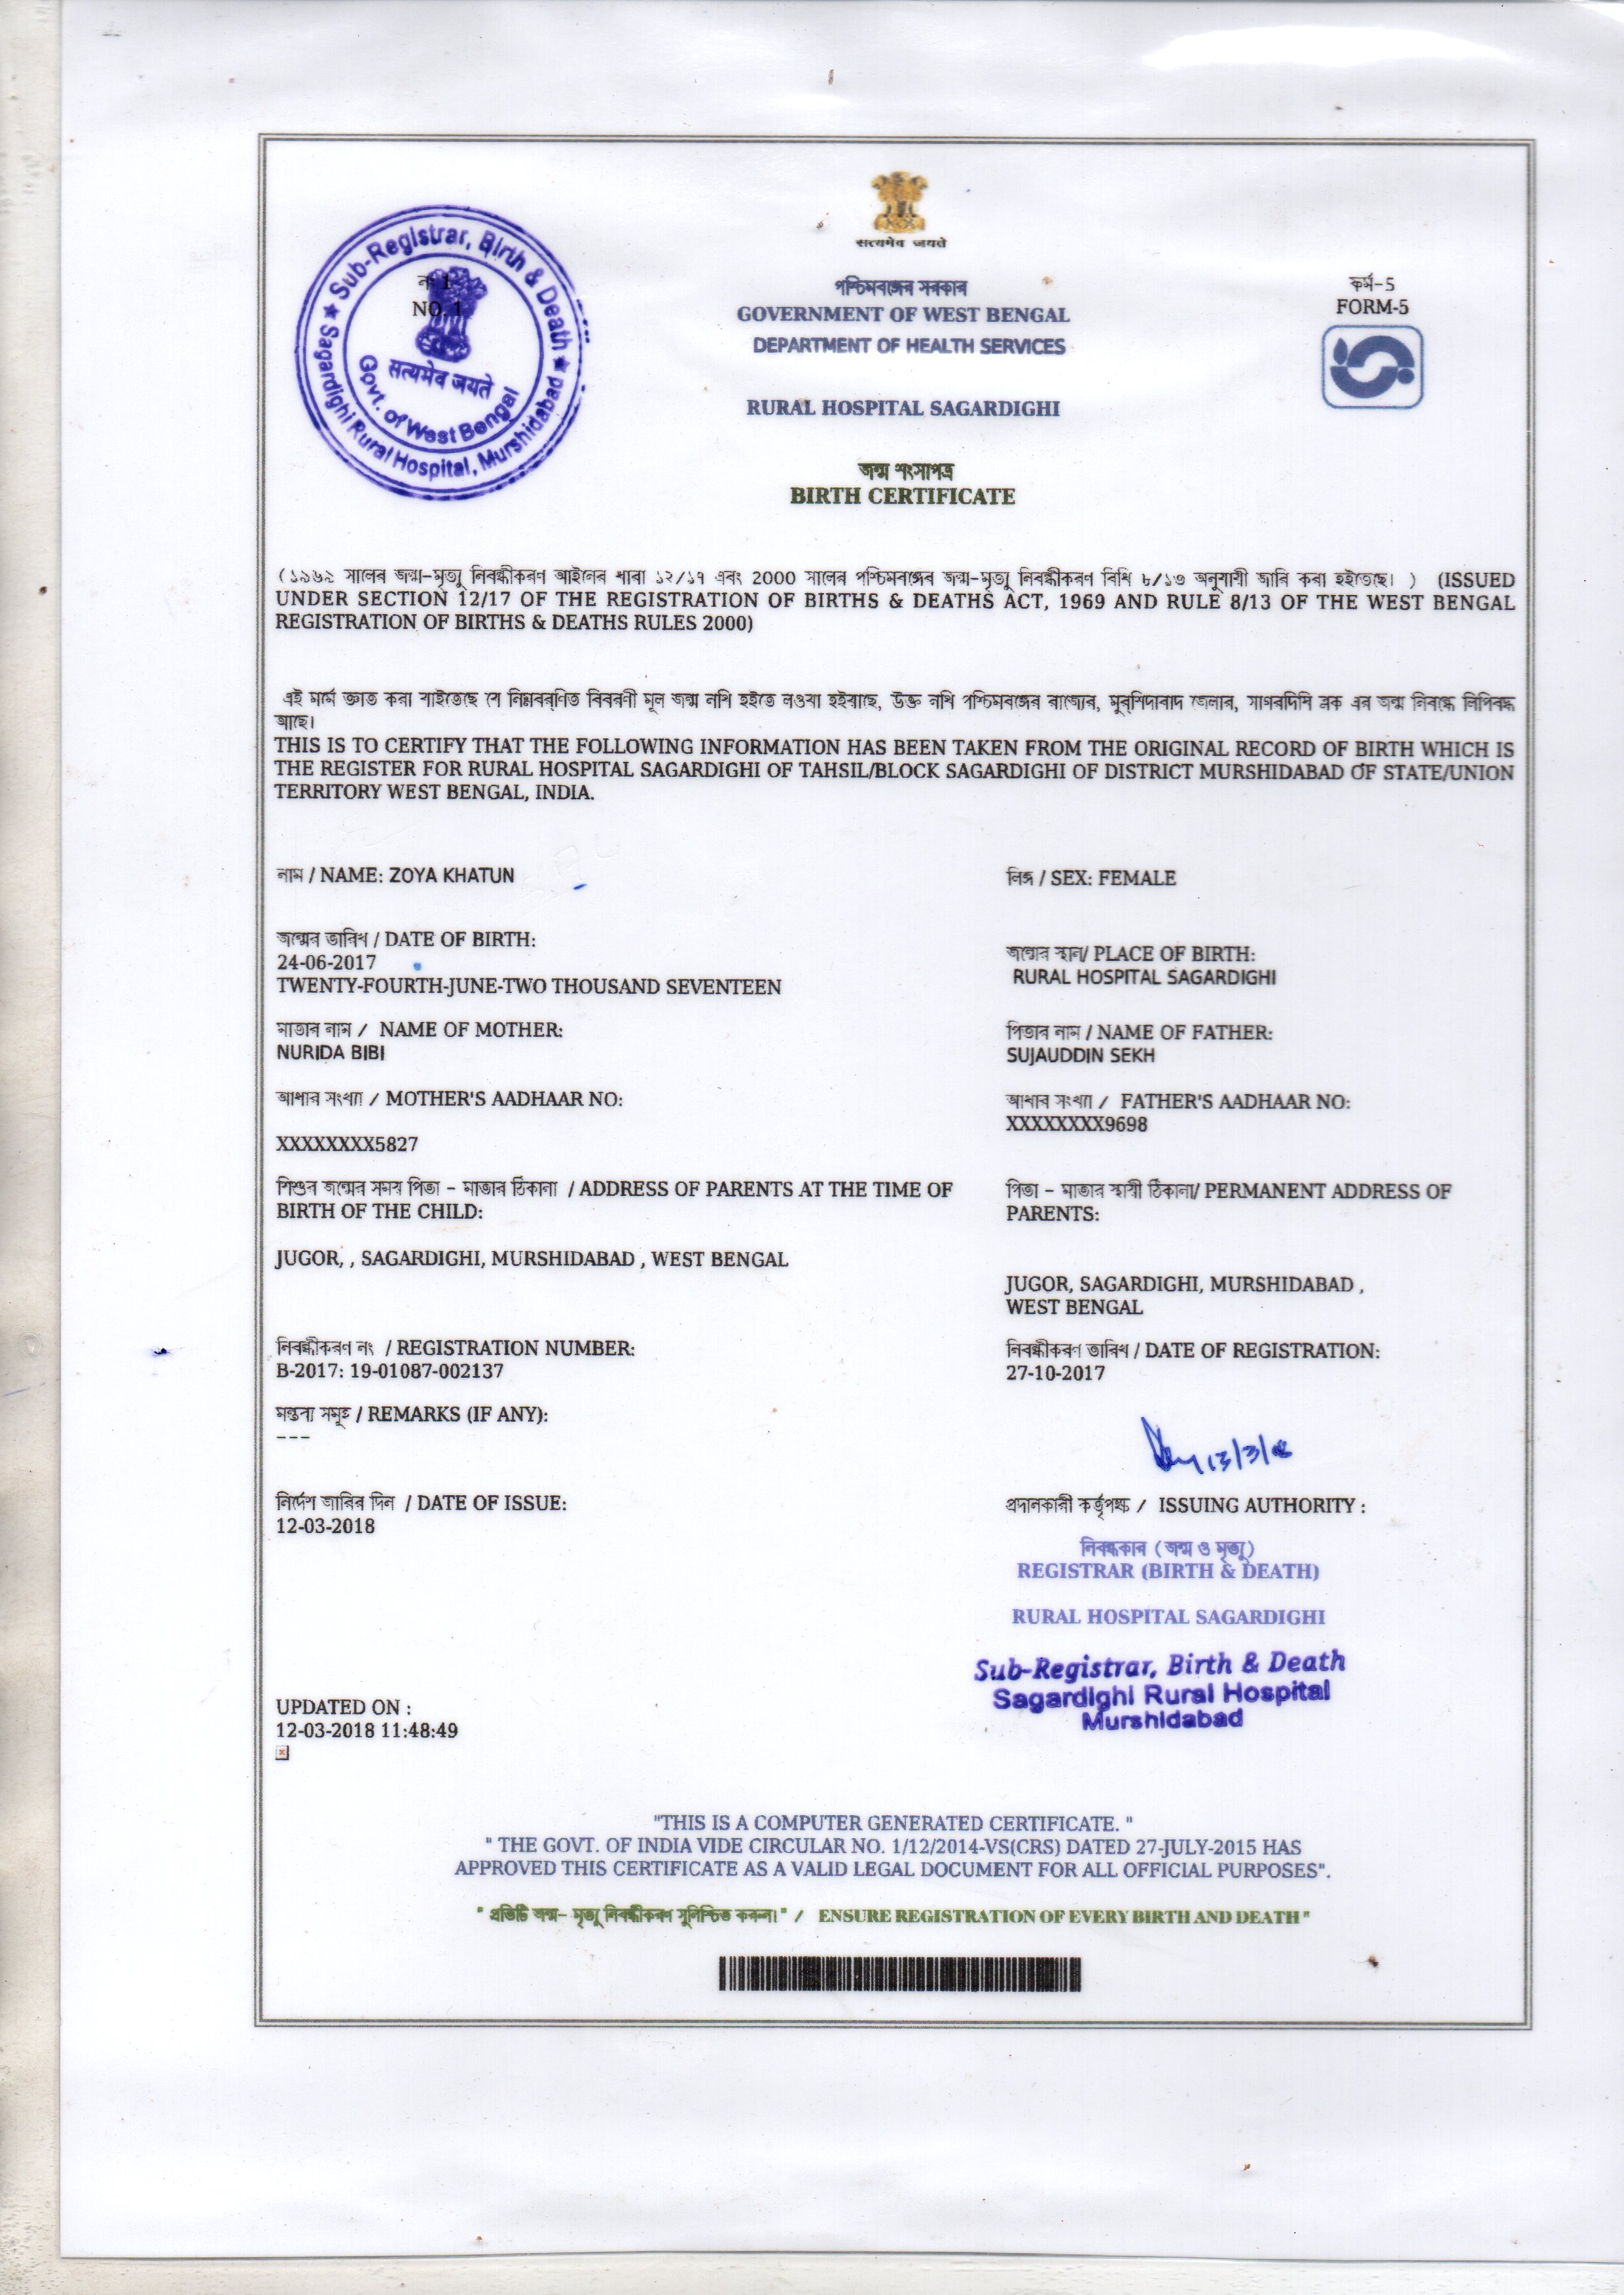 Sub-Registrar, Birth & Death
Sagardighi Rural Hospital, Murshidabad
Govt. of West Bengal
सत्यमेव जयते
নং 1
NO. 1
सत्यमेव जयते
পশ্চিমবঙ্গের সরকার
GOVERNMENT OF WEST BENGAL
DEPARTMENT OF HEALTH SERVICES
RURAL HOSPITAL SAGARDIGHI
ফর্ম-5
FORM-5
জন্ম শংসাপত্র
BIRTH CERTIFICATE
(১৯৬৯ সালের জন্ম-মৃত্যু নিবন্ধীকরণ আইনের ধারা ১২/১৭ এবং 2000 সালের পশ্চিমবঙ্গের জন্ম-মৃত্যু নিবন্ধীকরণ বিধি ৮/১৩ অনুযায়ী জারি করা হইতেছে। ) (ISSUED
UNDER SECTION 12/17 OF THE REGISTRATION OF BIRTHS & DEATHS ACT, 1969 AND RULE 8/13 OF THE WEST BENGAL
REGISTRATION OF BIRTHS & DEATHS RULES 2000)
এই মর্মে জ্ঞাত করা যাইতেছে যে নিম্নবরণিত বিবরণী মূল জন্ম নথি হইতে লওয়া হইয়াছে, উক্ত নথি পশ্চিমবঙ্গের রাজ্যের, মুর্সিদাবাদ জেলার, সাগরদিঘি ব্লক এর জন্ম নিবন্ধে লিপিবদ্ধ
আছে।
THIS IS TO CERTIFY THAT THE FOLLOWING INFORMATION HAS BEEN TAKEN FROM THE ORIGINAL RECORD OF BIRTH WHICH IS
THE REGISTER FOR RURAL HOSPITAL SAGARDIGHI OF TAHSIL/BLOCK SAGARDIGHI OF DISTRICT MURSHIDABAD OF STATE/UNION
TERRITORY WEST BENGAL, INDIA.
নাম / NAME: ZOYA KHATUN
লিঙ্গ / SEX: FEMALE
জন্মের তারিখ / DATE OF BIRTH:
24-06-2017
TWENTY-FOURTH-JUNE-TWO THOUSAND SEVENTEEN
জন্মের স্থান/ PLACE OF BIRTH:
RURAL HOSPITAL SAGARDIGHI
মাতার নাম / NAME OF MOTHER:
NURIDA BIBI
পিতার নাম / NAME OF FATHER:
SUJAUDDIN SEKH
আধার সংখ্যা / MOTHER'S AADHAAR NO:
XXXXXXXX5827
আধার সংখ্যা / FATHER'S AADHAAR NO:
XXXXXXXX9698
শিশুর জন্মের সময় পিতা - মাতার ঠিকানা / ADDRESS OF PARENTS AT THE TIME OF
BIRTH OF THE CHILD:
JUGOR, , SAGARDIGHI, MURSHIDABAD , WEST BENGAL
পিতা - মাতার স্থায়ী ঠিকানা/ PERMANENT ADDRESS OF
PARENTS:
JUGOR, SAGARDIGHI, MURSHIDABAD ,
WEST BENGAL
নিবন্ধীকরণ নং / REGISTRATION NUMBER:
B-2017: 19-01087-002137
নিবন্ধীকরণ তারিখ / DATE OF REGISTRATION:
27-10-2017
মন্তব্য সমূহ / REMARKS (IF ANY):
---
13/3/18
নির্দেশ জারির দিন / DATE OF ISSUE:
12-03-2018
প্রদানকারী কর্তৃপক্ষ / ISSUING AUTHORITY :
নিবন্ধকার (জন্ম ও মৃত্যু)
REGISTRAR (BIRTH & DEATH)
RURAL HOSPITAL SAGARDIGHI
Sub-Registrar, Birth & Death
Sagardighi Rural Hospital
Murshidabad
UPDATED ON :
12-03-2018 11:48:49
"THIS IS A COMPUTER GENERATED CERTIFICATE. "
" THE GOVT. OF INDIA VIDE CIRCULAR NO. 1/12/2014-VS(CRS) DATED 27-JULY-2015 HAS
APPROVED THIS CERTIFICATE AS A VALID LEGAL DOCUMENT FOR ALL OFFICIAL PURPOSES".
" প্রতিটি জন্ম- মৃত্যু নিবন্ধীকরণ সুনিশ্চিত করুন।" / ENSURE REGISTRATION OF EVERY BIRTH AND DEATH "